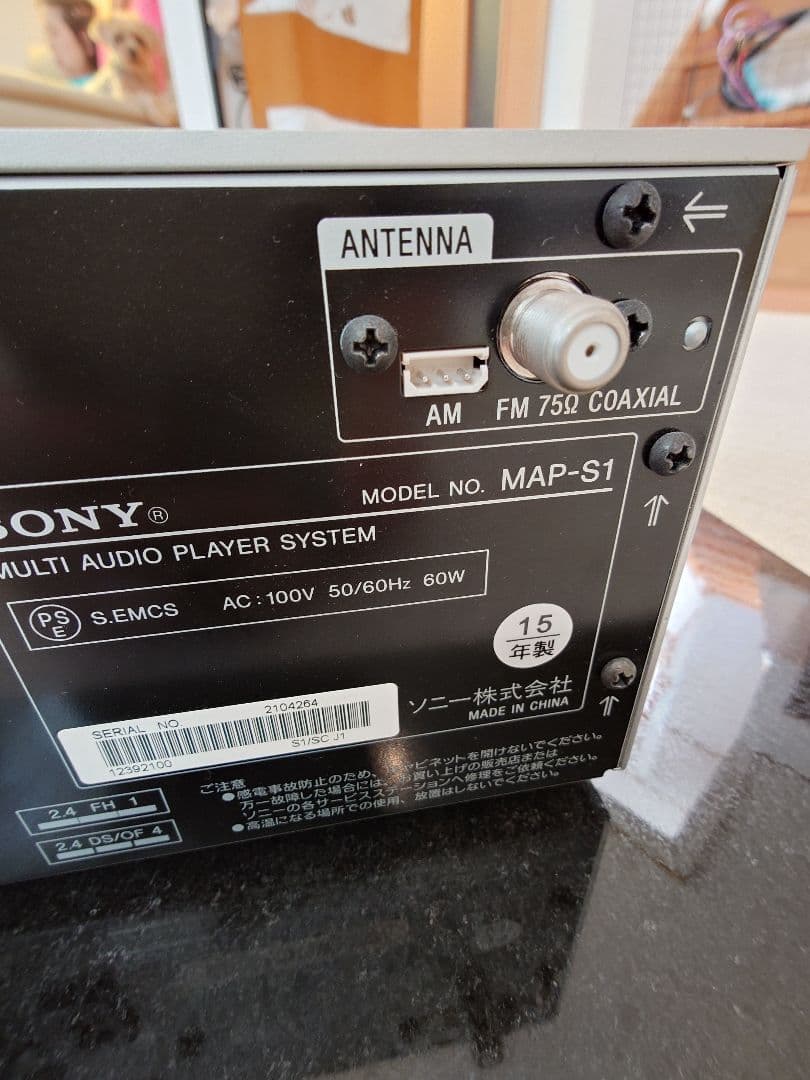 ANTENNA
AM
FM 75Ω COAXIAL
SONY®
MODEL NO. MAP-S1
MULTI AUDIO PLAYER SYSTEM
PS
E
S.EMCS
AC : 100V 50/60Hz 60W
15
年製
ソニー株式会社
MADE IN CHINA
SERIAL NO.
2104264
S1/SC J1
12392100
ご注意
●感電事故防止のため、キャビネットを開けないでください。
万一故障した場合には、お買い上げの販売店または
ソニーの各サービスステーションへ修理をご依頼ください。
●高温になる場所での使用、放置はしないでください。
2.4 FH 1
2.4 DS/OF 4